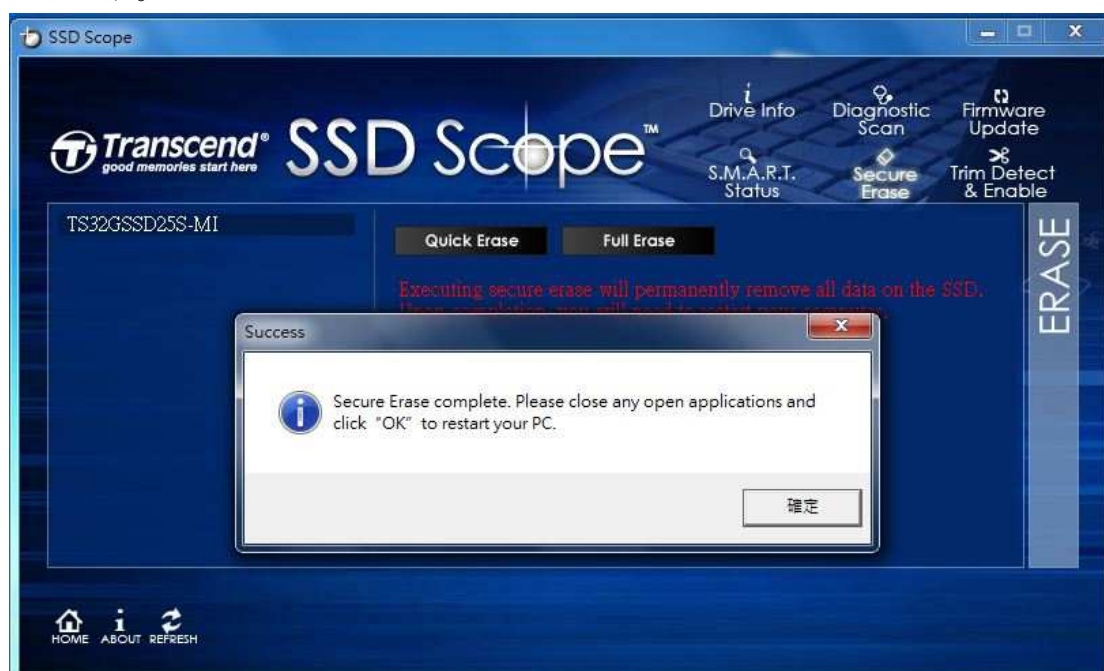 SSD Scope
Transcend®
good memories start here
SSD Scope™
Drive Info
Diagnostic
Scan
Firmware
Update
S.M.A.R.T.
Status
Secure
Erase
Trim Detect
& Enable
TS32GSSD25S-MI
Quick Erase
Full Erase
ERASE
Executing secure erase will permanently remove all data on the SSD.
Success
Secure Erase complete. Please close any open applications and
click "OK" to restart your PC.
確定
HOME
ABOUT
REFRESH